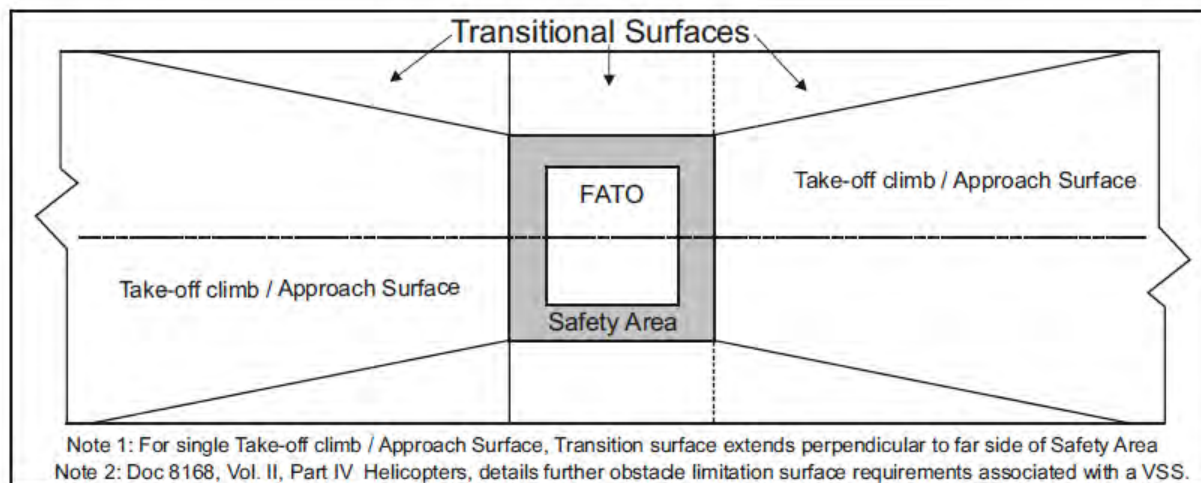 Transitional Surfaces
FATO
Take-off climb / Approach Surface
Take-off climb / Approach Surface
Safety Area
Note 1: For single Take-off climb / Approach Surface, Transition surface extends perpendicular to far side of Safety Area
Note 2: Doc 8168, Vol. II, Part IV Helicopters, details further obstacle limitation surface requirements associated with a VSS.